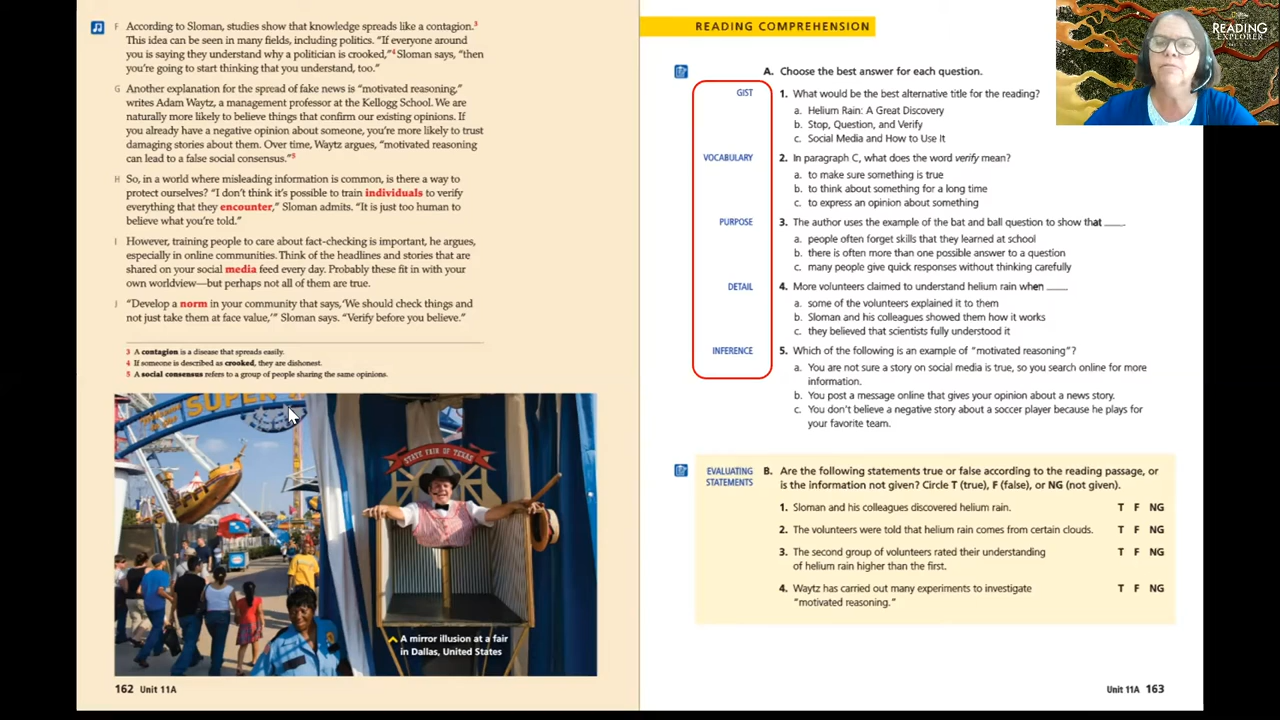 F According to Sloman, studies show that knowledge spreads like a contagion.3
This idea can be seen in many fields, including politics. “If everyone around
you is saying they understand why a politician is crooked,”4 Sloman says, “then
you’re going to start thinking that you understand, too.”
G Another explanation for the spread of fake news is “motivated reasoning,”
writes Adam Waytz, a management professor at the Kellogg School. We are
naturally more likely to believe things that confirm our existing opinions. If
you already have a negative opinion about someone, you’re more likely to trust
damaging stories about them. Over time, Waytz argues, “motivated reasoning
can lead to a false social consensus.”5
H So, in a world where misleading information is common, is there a way to
protect ourselves? “I don’t think it’s possible to train individuals to verify
everything that they encounter,” Sloman admits. “It is just too human to
believe what you’re told.”
I However, training people to care about fact-checking is important, he argues,
especially in online communities. Think of the headlines and stories that are
shared on your social media feed every day. Probably these fit in with your
own worldview—but perhaps not all of them are true.
J “Develop a norm in your community that says, ‘We should check things and
not just take them at face value,’” Sloman says. “Verify before you believe.”
3 A contagion is a disease that spreads easily.
4 If someone is described as crooked, they are dishonest.
5 A social consensus refers to a group of people sharing the same opinions.
SUPER
STATE FAIR OF TEXAS
A mirror illusion at a fair
in Dallas, United States
162 Unit 11A
READING COMPREHENSION
A. Choose the best answer for each question.
GIST 1. What would be the best alternative title for the reading?
a. Helium Rain: A Great Discovery
b. Stop, Question, and Verify
c. Social Media and How to Use It
VOCABULARY 2. In paragraph C, what does the word verify mean?
a. to make sure something is true
b. to think about something for a long time
c. to express an opinion about something
PURPOSE 3. The author uses the example of the bat and ball question to show that ____.
a. people often forget skills that they learned at school
b. there is often more than one possible answer to a question
c. many people give quick responses without thinking carefully
DETAIL 4. More volunteers claimed to understand helium rain when ____
a. some of the volunteers explained it to them
b. Sloman and his colleagues showed them how it works
c. they believed that scientists fully understood it
INFERENCE 5. Which of the following is an example of “motivated reasoning”?
a. You are not sure a story on social media is true, so you search online for more
information.
b. You post a message online that gives your opinion about a news story.
c. You don’t believe a negative story about a soccer player because he plays for
your favorite team.
EVALUATING
STATEMENTS
B. Are the following statements true or false according to the reading passage, or
is the information not given? Circle T (true), F (false), or NG (not given).
1. Sloman and his colleagues discovered helium rain. T F NG
2. The volunteers were told that helium rain comes from certain clouds. T F NG
3. The second group of volunteers rated their understanding T F NG
of helium rain higher than the first.
4. Waytz has carried out many experiments to investigate T F NG
“motivated reasoning.”
Unit 11A 163
READING
EXPLORER